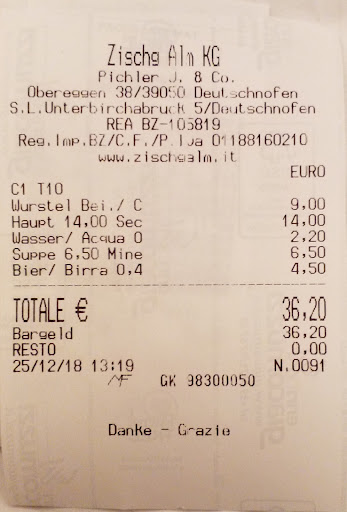 Zischg Alm KG
Pichler J. & Co.
Obereggen 38/39050 Deutschnofen
S.L.Unterbirchabruck 5/Deutschnofen
REA BZ-105819
Reg.Imp.BZ/C.F./P.Iva 01188160210
www.zischgalm.it
EURO
C1 T10
Wurstel Bei./ C 9,00
Haupt 14,00 Sec 14,00
Wasser/ Acqua 0 2,20
Suppe 6,50 Mine 6,50
Bier/ Birra 0,4 4,50
TOTALE € 36,20
Bargeld 36,20
RESTO 0,00
25/12/18 13:19 N.0091
MF GK 98300050
Danke - Grazie